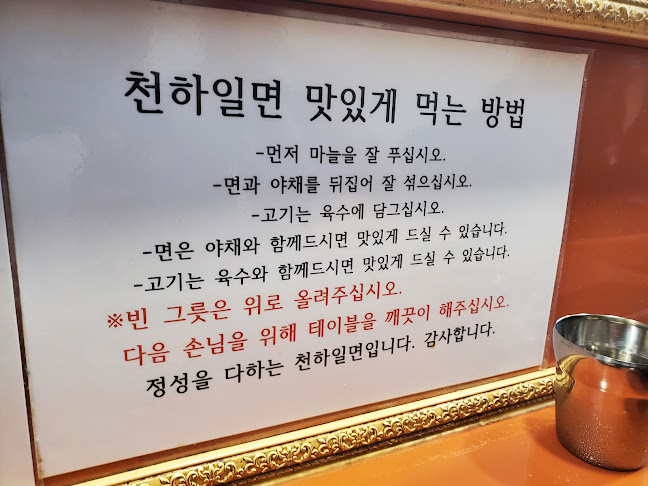 천하일면 맛있게 먹는 방법
-먼저 마늘을 잘 푸십시오.
-면과 야채를 뒤집어 잘 섞으십시오.
-고기는 육수에 담그십시오.
-면은 야채와 함께드시면 맛있게 드실 수 있습니다.
-고기는 육수와 함께드시면 맛있게 드실 수 있습니다.
※빈 그릇은 위로 올려주십시오.
다음 손님을 위해 테이블을 깨끗이 해주십시오.
정성을 다하는 천하일면입니다. 감사합니다.